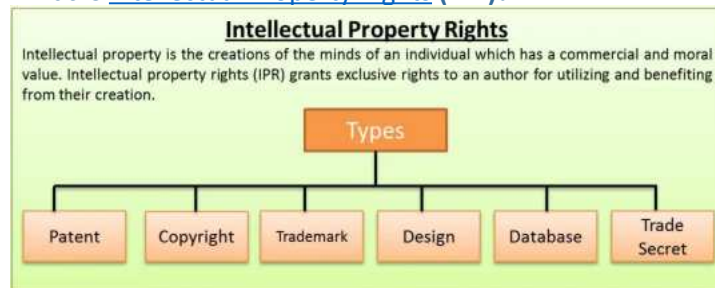 Intellectual Property Rights
Intellectual property is the creations of the minds of an individual which has a commercial and moral
value. Intellectual property rights (IPR) grants exclusive rights to an author for utilizing and benefiting
from their creation.
Types
Patent
Copyright
Trademark
Design
Database
Trade
Secret